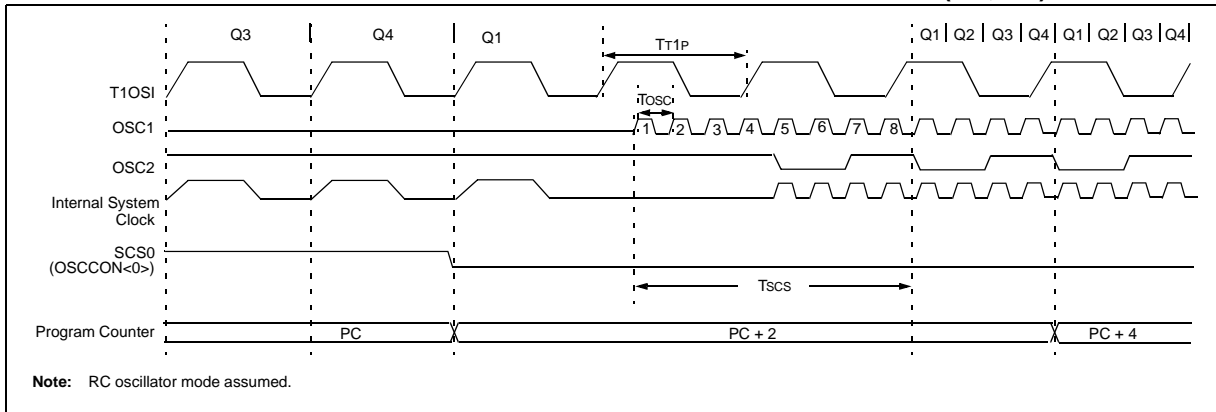 Q3 Q4 Q1 Q1 Q2 Q3 Q4 Q1 Q2 Q3 Q4
TT1P
T1OSI
TOSC
OSC1 1 2 3 4 5 6 7 8
OSC2
Internal System
Clock
SCS0
(OSCCON<0>)
TSCS
Program Counter PC PC + 2 PC + 4
Note: RC oscillator mode assumed.